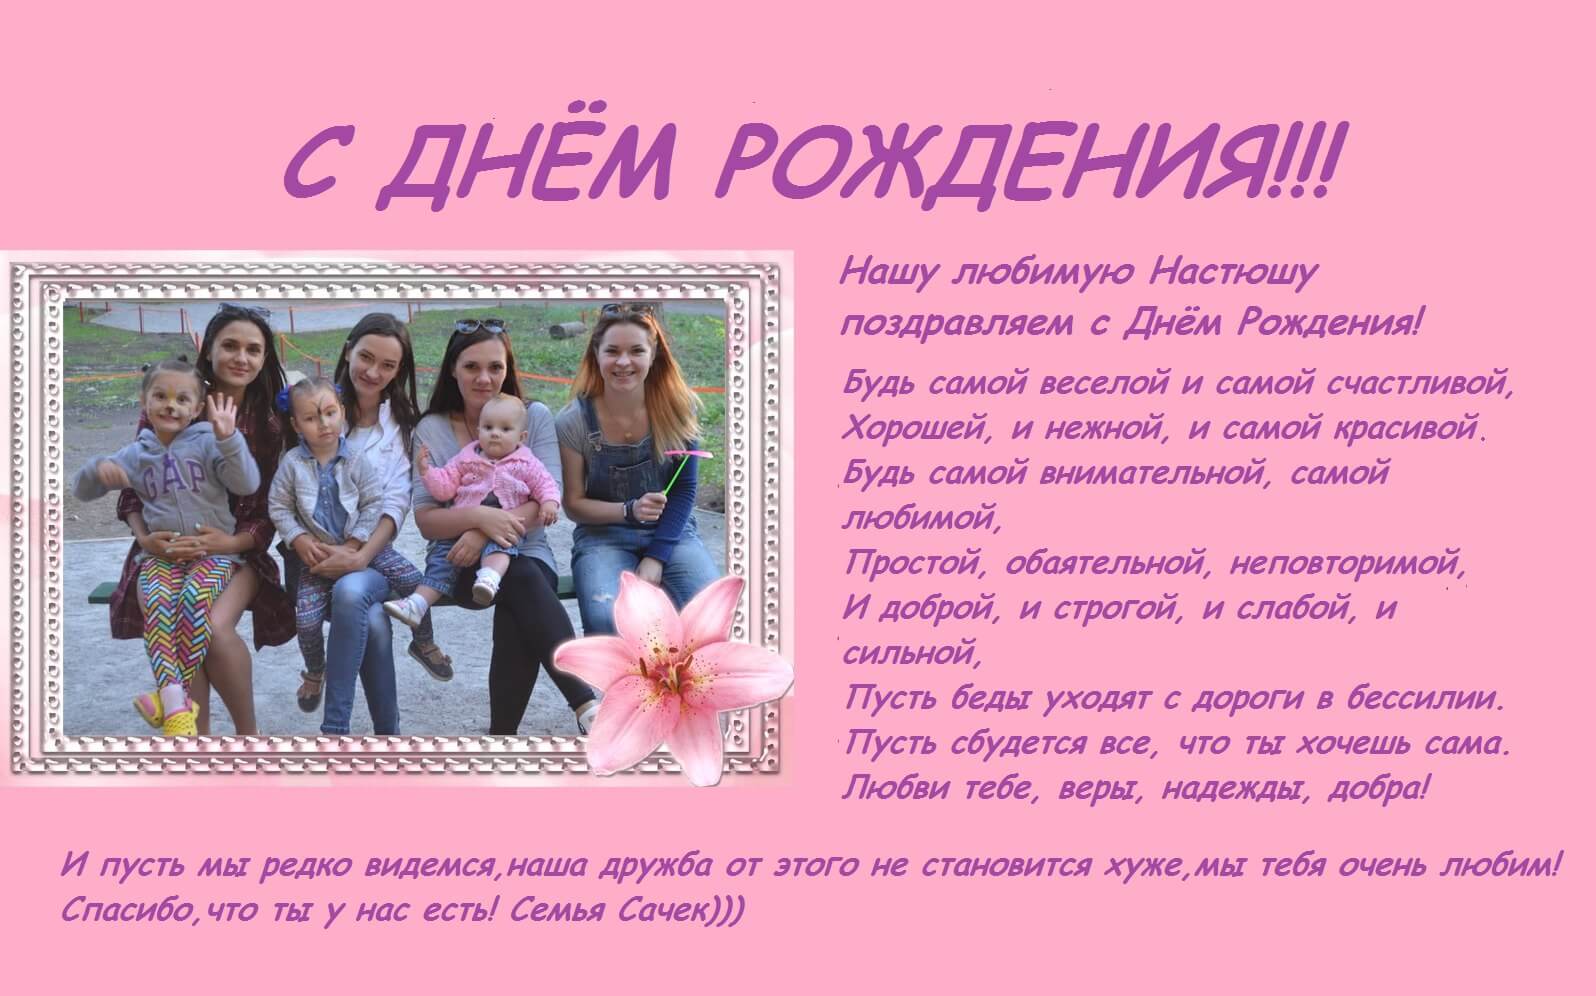 С ДНЁМ РОЖДЕНИЯ!!!
Нашу любимую Настюшу
поздравляем с Днём Рождения!
Будь самой веселой и самой счастливой,
Хорошей, и нежной, и самой красивой.
Будь самой внимательной, самой
любимой,
Простой, обаятельной, неповторимой,
И доброй, и строгой, и слабой, и
сильной,
Пусть беды уходят с дороги в бессилии.
Пусть сбудется все, что ты хочешь сама.
Любви тебе, веры, надежды, добра!
GAP
И пусть мы редко видемся,наша дружба от этого не становится хуже,мы тебя очень любим!
Спасибо,что ты у нас есть! Семья Сачек)))